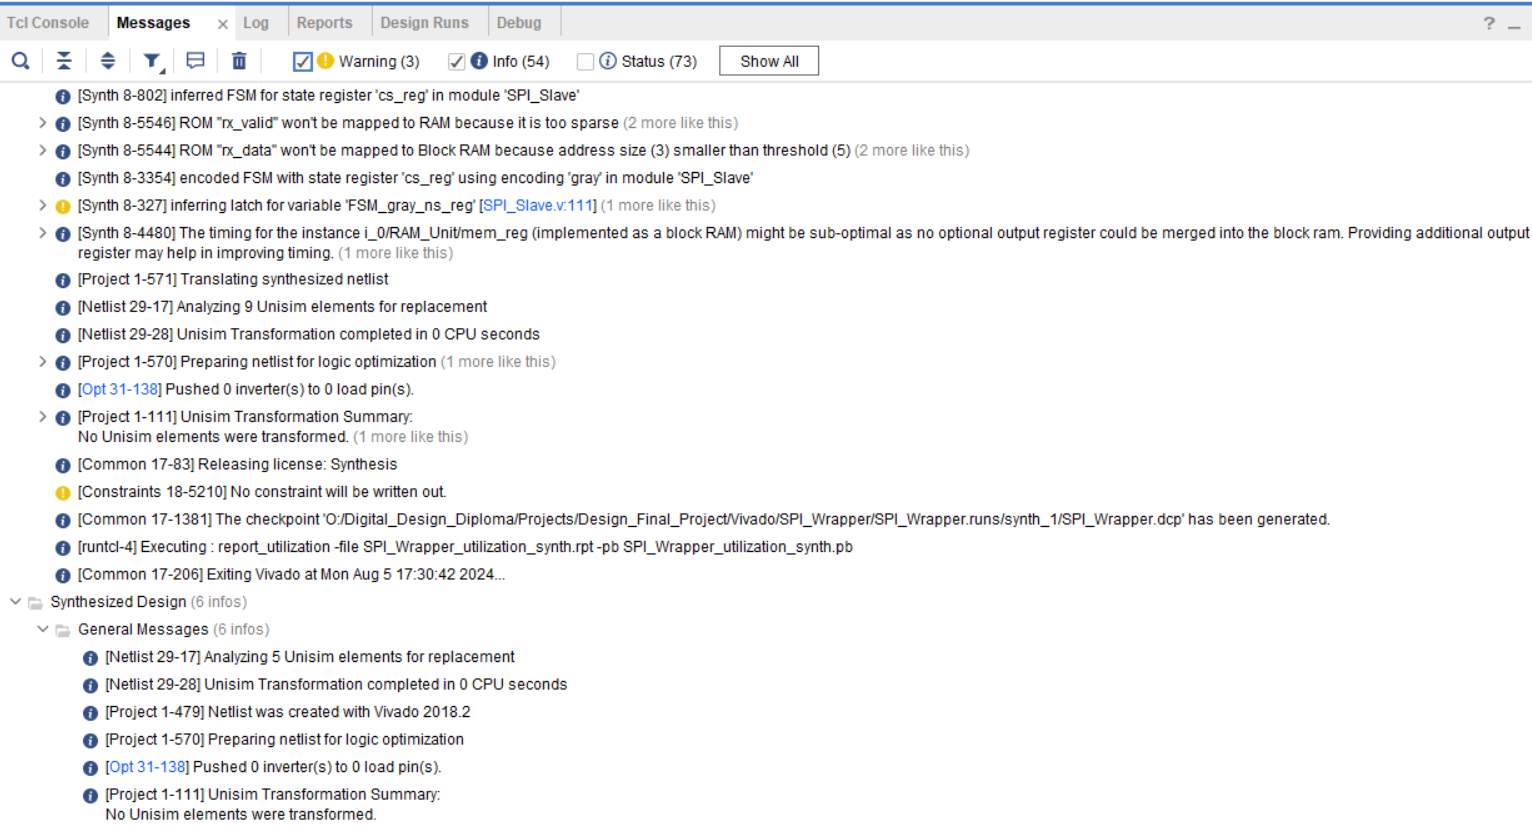 Tcl Console Messages × Log Reports Design Runs Debug ? _
Warning (3) Info (54) Status (73) Show All
[Synth 8-802] inferred FSM for state register 'cs_reg' in module 'SPI_Slave'
[Synth 8-5546] ROM "rx_valid" won't be mapped to RAM because it is too sparse (2 more like this)
[Synth 8-5544] ROM "rx_data" won't be mapped to Block RAM because address size (3) smaller than threshold (5) (2 more like this)
[Synth 8-3354] encoded FSM with state register 'cs_reg' using encoding 'gray' in module 'SPI_Slave'
[Synth 8-327] inferring latch for variable 'FSM_gray_ns_reg' [SPI_Slave.v:111] (1 more like this)
[Synth 8-4480] The timing for the instance i_0/RAM_Unit/mem_reg (implemented as a block RAM) might be sub-optimal as no optional output register could be merged into the block ram. Providing additional output
register may help in improving timing. (1 more like this)
[Project 1-571] Translating synthesized netlist
[Netlist 29-17] Analyzing 9 Unisim elements for replacement
[Netlist 29-28] Unisim Transformation completed in 0 CPU seconds
[Project 1-570] Preparing netlist for logic optimization (1 more like this)
[Opt 31-138] Pushed 0 inverter(s) to 0 load pin(s).
[Project 1-111] Unisim Transformation Summary:
No Unisim elements were transformed. (1 more like this)
[Common 17-83] Releasing license: Synthesis
[Constraints 18-5210] No constraint will be written out.
[Common 17-1381] The checkpoint 'O:/Digital_Design_Diploma/Projects/Design_Final_Project/Vivado/SPI_Wrapper/SPI_Wrapper.runs/synth_1/SPI_Wrapper.dcp' has been generated.
[runtcl-4] Executing : report_utilization -file SPI_Wrapper_utilization_synth.rpt -pb SPI_Wrapper_utilization_synth.pb
[Common 17-206] Exiting Vivado at Mon Aug 5 17:30:42 2024...
Synthesized Design (6 infos)
General Messages (6 infos)
[Netlist 29-17] Analyzing 5 Unisim elements for replacement
[Netlist 29-28] Unisim Transformation completed in 0 CPU seconds
[Project 1-479] Netlist was created with Vivado 2018.2
[Project 1-570] Preparing netlist for logic optimization
[Opt 31-138] Pushed 0 inverter(s) to 0 load pin(s).
[Project 1-111] Unisim Transformation Summary:
No Unisim elements were transformed.